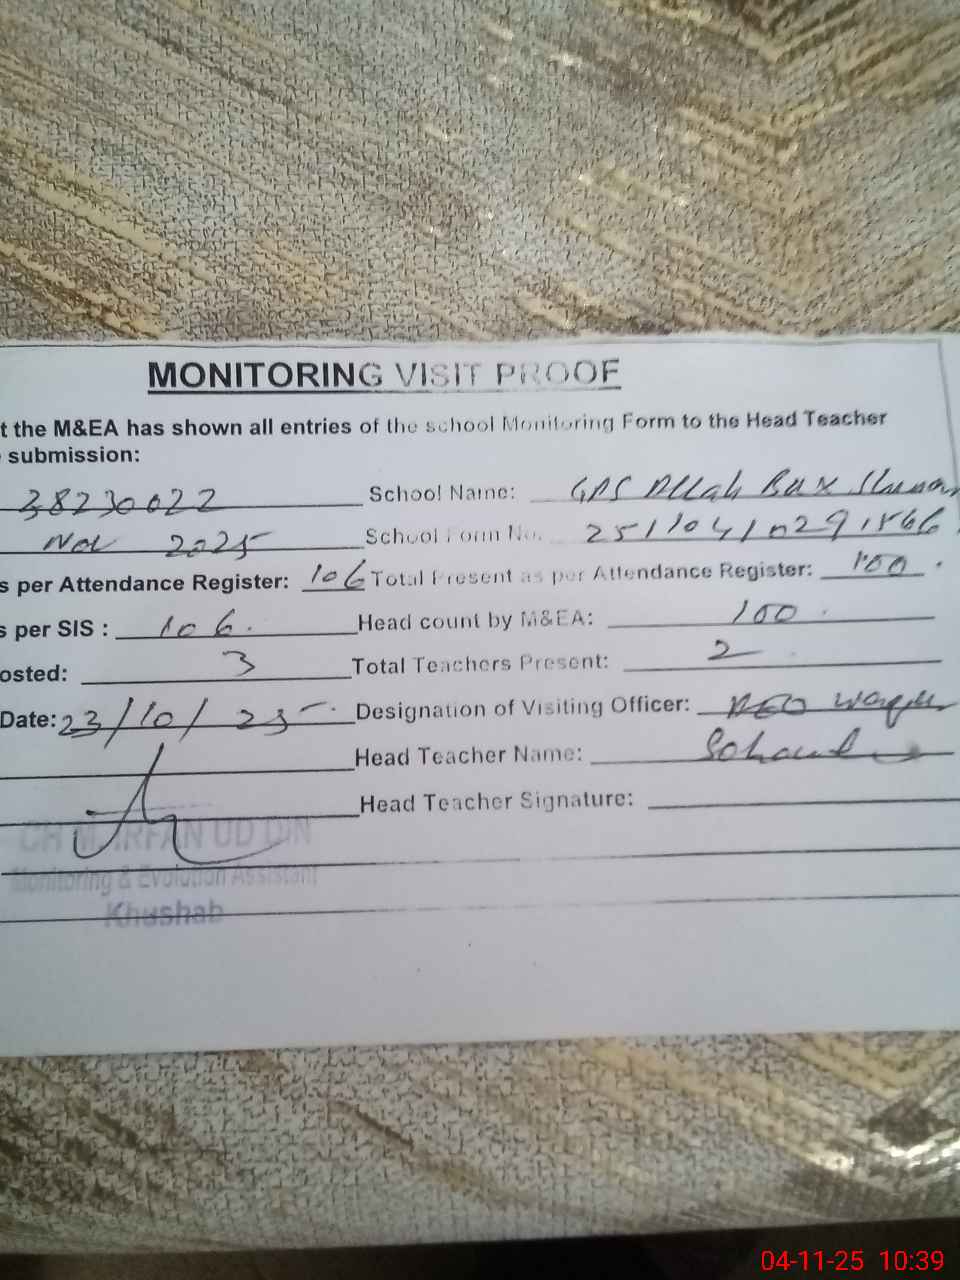 MONITORING VISIT PROOF
t the M&EA has shown all entries of the school Monitoring Form to the Head Teacher
submission:
38230022 School Name: GPS Allah Bux
Nov 2025 School Form No. 25110410291866
s per Attendance Register: 106 Total Present as per Attendance Register: 100
s per SIS : 106 Head count by M&EA: 100
osted: 3 Total Teachers Present: 2
Date: 23/10/25 Designation of Visiting Officer:
Head Teacher Name:
Head Teacher Signature:
CH M. IRFAN UD DIN
Monitoring & Evolution Assistant
Khushab
04-11-25 10:39